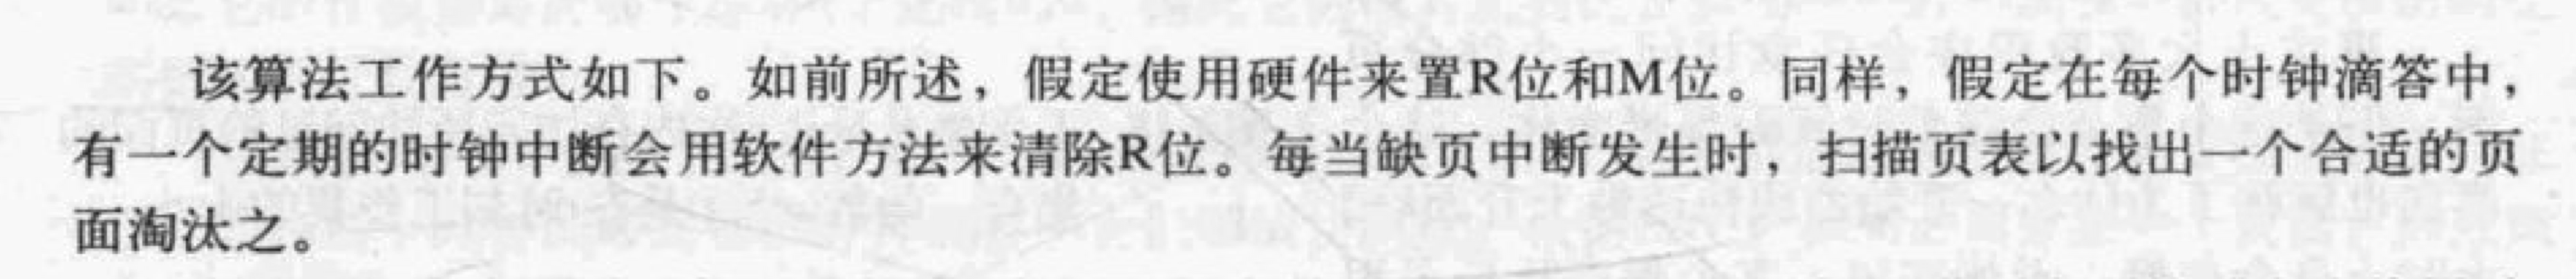 该算法工作方式如下。如前所述，假定使用硬件来置R位和M位。同样，假定在每个时钟滴答中，
有一个定期的时钟中断会用软件方法来清除R位。每当缺页中断发生时，扫描页表以找出一个合适的页
面淘汰之。